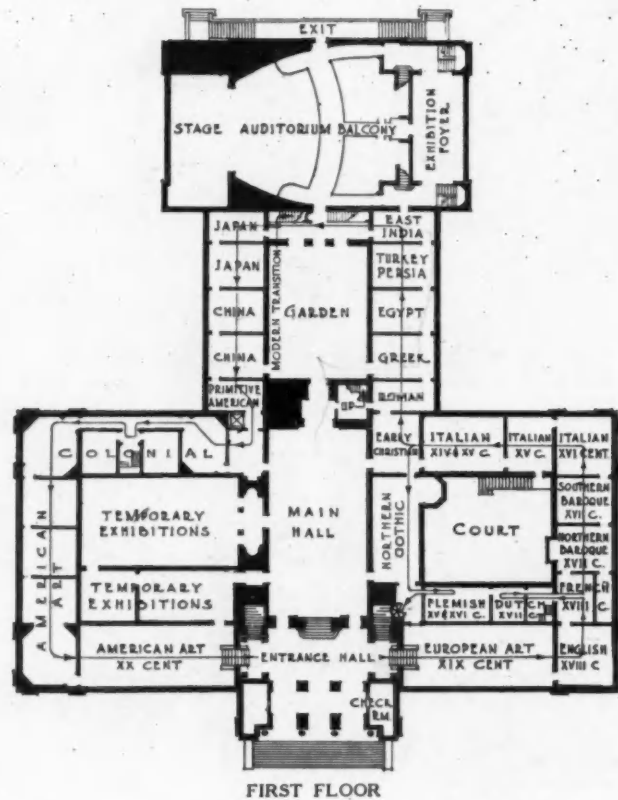 EXIT
STAGE AUDITORIUM BALCONY
EXHIBITION
FOYER
JAPAN
EAST
INDIA
JAPAN
MODERN TRANSITION
TURKEY
PERSIA
GARDEN
CHINA
EGYPT
CHINA
GREEK
PRIMITIVE
AMERICAN
UP
ROMAN
EARLY
CHRISTIAN
ITALIAN
XIV & XV C.
ITALIAN
XV C.
ITALIAN
XVI CENT.
COLONIAL
AMERICAN
ART
TEMPORARY
EXHIBITIONS
MAIN
HALL
NORTHERN
GOTHIC
COURT
SOUTHERN
BAROQUE
XVII C.
NORTHERN
BAROQUE
XVII C.
TEMPORARY
EXHIBITIONS
FLEMISH
XV & XVI C.
DUTCH
XVII C.
FRENCH
XVIII C.
AMERICAN ART
XX CENT
ENTRANCE HALL
EUROPEAN ART
XIX CENT
ENGLISH
XVIII C
CHECK
RM.
FIRST FLOOR